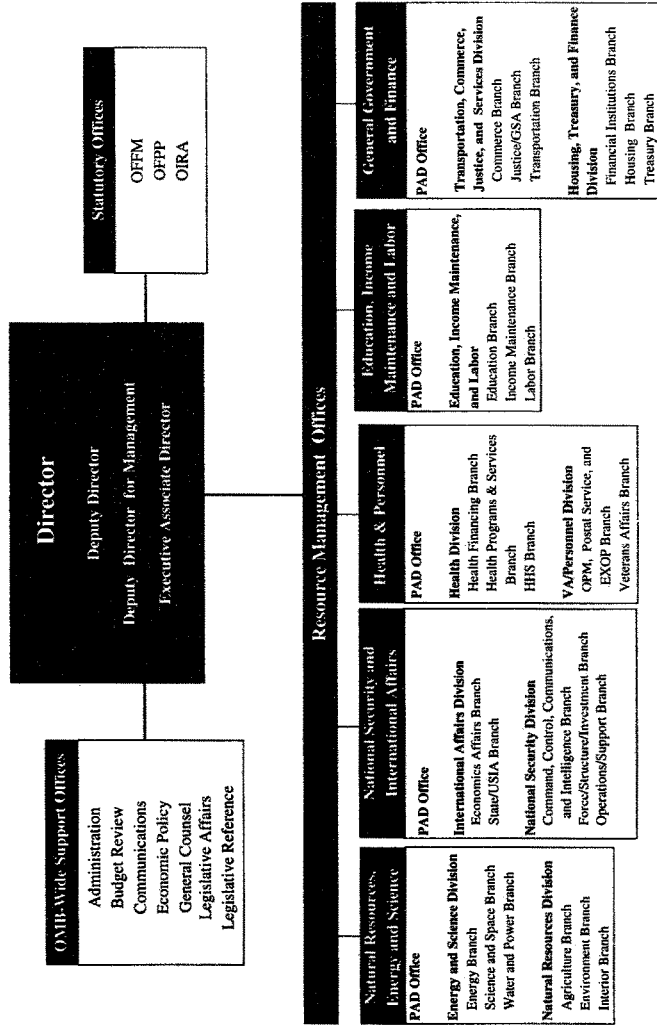 Director
Deputy Director
Deputy Director for Management
Executive Associate Director
OMB-Wide Support Offices
Administration
Budget Review
Communications
Economic Policy
General Counsel
Legislative Affairs
Legislative Reference
Statutory Offices
OFFM
OFPP
OIRA
Resource Management Offices
Natural Resources,
Energy and Science
PAD Office
Energy and Science Division
Energy Branch
Science and Space Branch
Water and Power Branch
Natural Resources Division
Agriculture Branch
Environment Branch
Interior Branch
National Security and
International Affairs
PAD Office
International Affairs Division
Economics Affairs Branch
State/USIA Branch
National Security Division
Command, Control, Communications,
and Intelligence Branch
Force/Structure/Investment Branch
Operations/Support Branch
Health & Personnel
PAD Office
Health Division
Health Financing Branch
Health Programs & Services
Branch
HHS Branch
VA/Personnel Division
OPM, Postal Service, and
EXOP Branch
Veterans Affairs Branch
Education, Income
Maintenance and Labor
PAD Office
Education, Income Maintenance,
and Labor
Education Branch
Income Maintenance Branch
Labor Branch
General Government
and Finance
PAD Office
Transportation, Commerce,
Justice, and Services Division
Commerce Branch
Justice/GSA Branch
Transportation Branch
Housing, Treasury, and Finance
Division
Financial Institutions Branch
Housing Branch
Treasury Branch